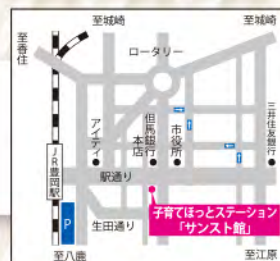 至城崎
至城崎
至香住
ロータリー
アイティ
但馬銀行
本店
市役所
三井住友銀行
JR豊岡駅
駅通り
P
生田通り
子育てほっとステーション
「サンスト館」
至八鹿
至江原